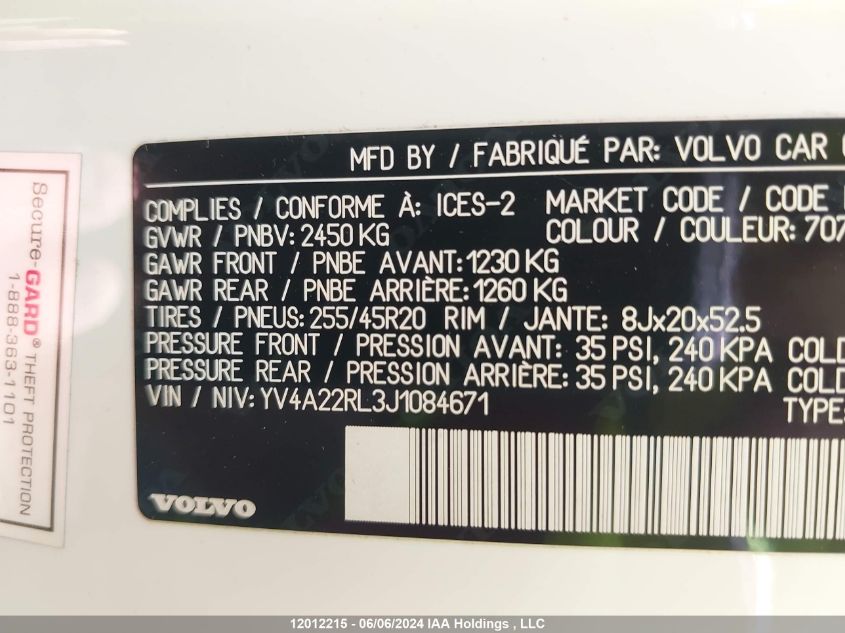 MFD BY / FABRIQUÉ PAR: VOLVO CAR
COMPLIES / CONFORME À: ICES-2 MARKET CODE / CODE
GVWR / PNBV: 2450 KG COLOUR / COULEUR: 707
GAWR FRONT / PNBE AVANT: 1230 KG
GAWR REAR / PNBE ARRIÈRE: 1260 KG
TIRES / PNEUS: 255/45R20 RIM / JANTE: 8Jx20x52.5
PRESSURE FRONT / PRESSION AVANT: 35 PSI, 240 KPA COLD
PRESSURE REAR / PRESSION ARRIÈRE: 35 PSI, 240 KPA COLD
VIN / NIV: YV4A22RL3J1084671 TYPE:
VOLVO
Secure-GARD® THEFT PROTECTION
1-888-363-1101
12012215 - 06/06/2024 IAA Holdings , LLC